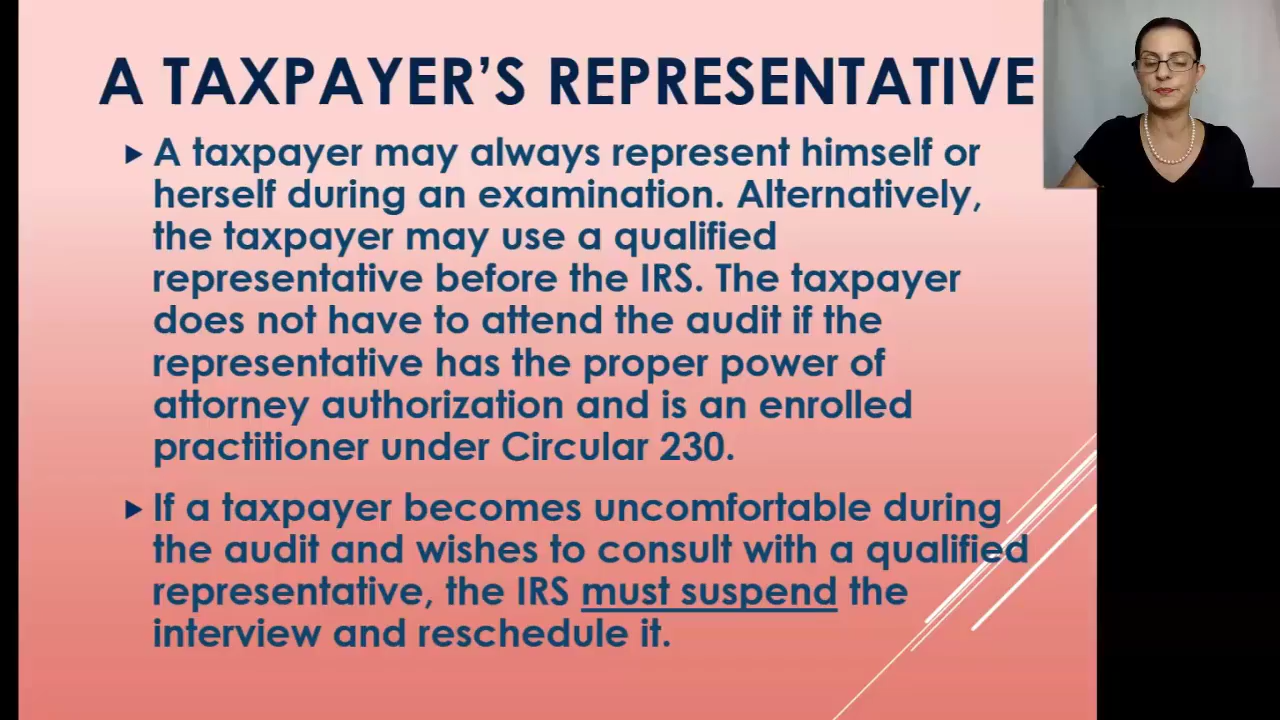 A TAXPAYER’S REPRESENTATIVE
A taxpayer may always represent himself or
herself during an examination. Alternatively,
the taxpayer may use a qualified
representative before the IRS. The taxpayer
does not have to attend the audit if the
representative has the proper power of
attorney authorization and is an enrolled
practitioner under Circular 230.
If a taxpayer becomes uncomfortable during
the audit and wishes to consult with a qualified
representative, the IRS must suspend the
interview and reschedule it.